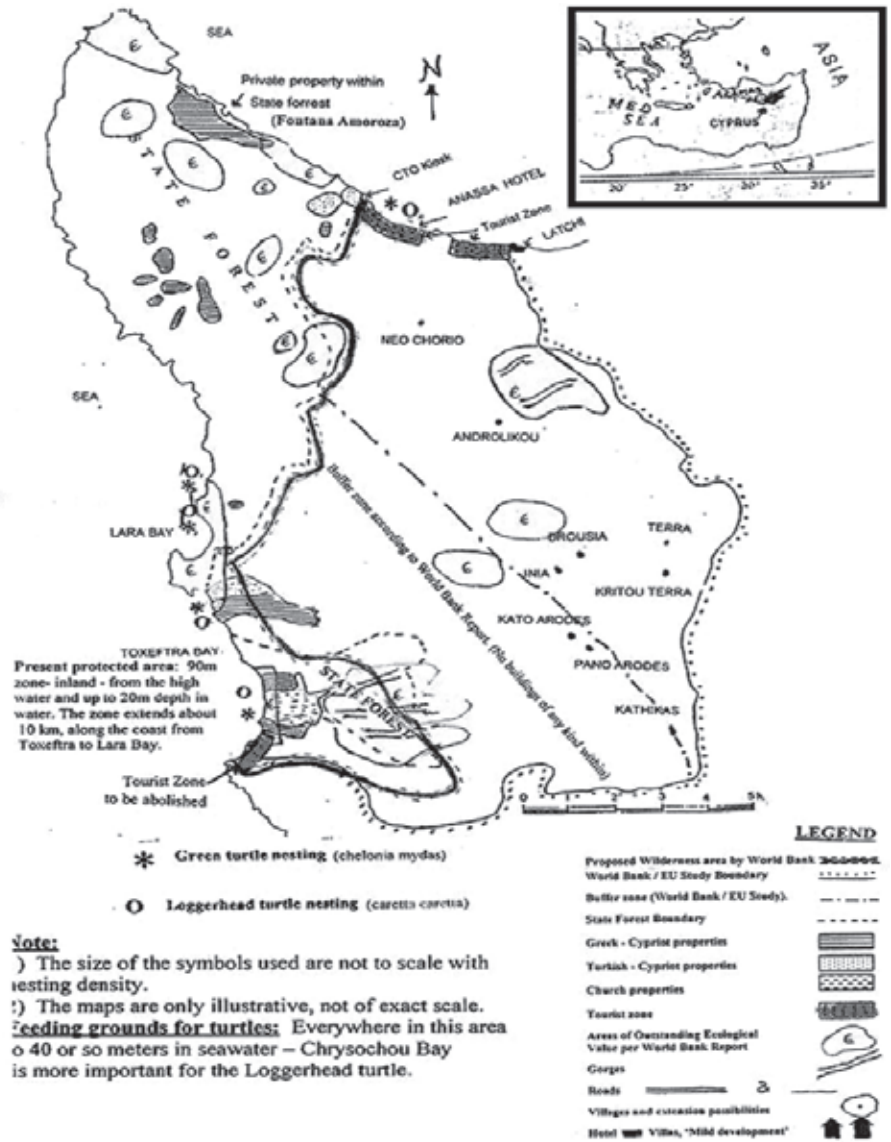 SEA
Private property within
State forrest
(Fontana Amoroza)
N
CTO Kiosk
ANASSA HOTEL
Tourist Zone
LATCHI
ASIA
MED
SEA
CYPRUS
20°
25°
30°
35°
STATE FOREST
NEO CHORIO
SEA
ANDROLIKOU
Buffer zone according to World Bank Report. (No buildings of any kind within)
LARA BAY
DROUSIA
TERRA
INIA
KRITOU TERRA
KATO ARODES
PANO ARODES
KATHIKAS
TOXEFTRA BAY
STATE FOREST
Present protected area: 90m
zone- inland - from the high
water and up to 20m depth in
water. The zone extends about
10 km, along the coast from
Toxeftra to Lara Bay.
Tourist Zone
to be abolished
0 1 2 3 4 5
Green turtle nesting (chelonia mydas)
Loggerhead turtle nesting (caretta caretta)
LEGEND
Proposed Wilderness area by World Bank
World Bank / EU Study Boundary
Buffer zone (World Bank / EU Study).
State Forest Boundary
Greek - Cypriot properties
Turkish - Cypriot properties
Church properties
Tourist zone
Areas of Outstanding Ecological
Value per World Bank Report
Gorges
Roads &
Villages and extension possibilities
Hotel Villas, 'Mild development'
Note:
) The size of the symbols used are not to scale with
nesting density.
) The maps are only illustrative, not of exact scale.
Feeding grounds for turtles: Everywhere in this area
o 40 or so meters in seawater – Chrysochou Bay
is more important for the Loggerhead turtle.